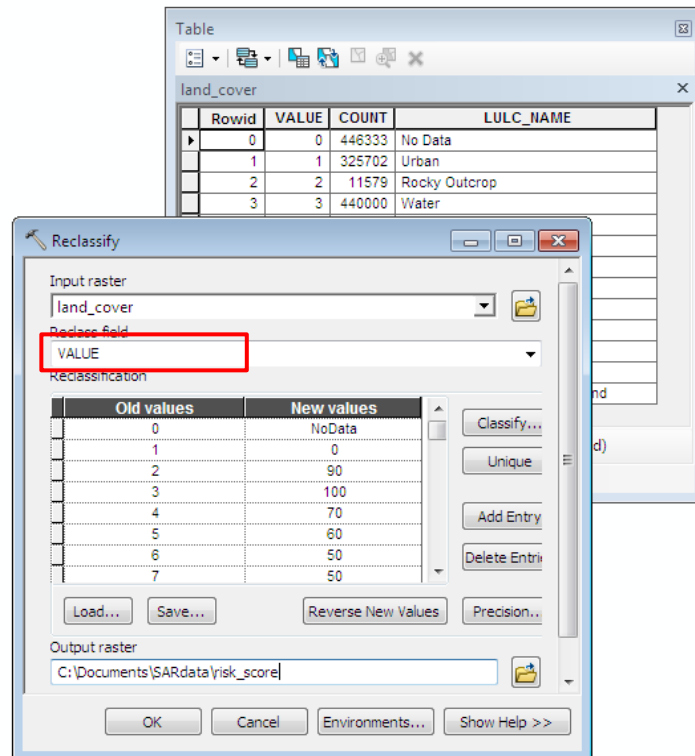 Table
land_cover
Rowid VALUE COUNT LULC_NAME
0 0 446333 No Data
1 1 325702 Urban
2 2 11579 Rocky Outcrop
3 3 440000 Water
nd
d)
Reclassify
Input raster
land_cover
Reclass field
VALUE
Reclassification
Old values New values
0 NoData
1 0
2 90
3 100
4 70
5 60
6 50
7 50
Classify...
Unique
Add Entry
Delete Entri
Load... Save... Reverse New Values Precision..
Output raster
C:\Documents\SARdata\risk_score
OK Cancel Environments... Show Help >>